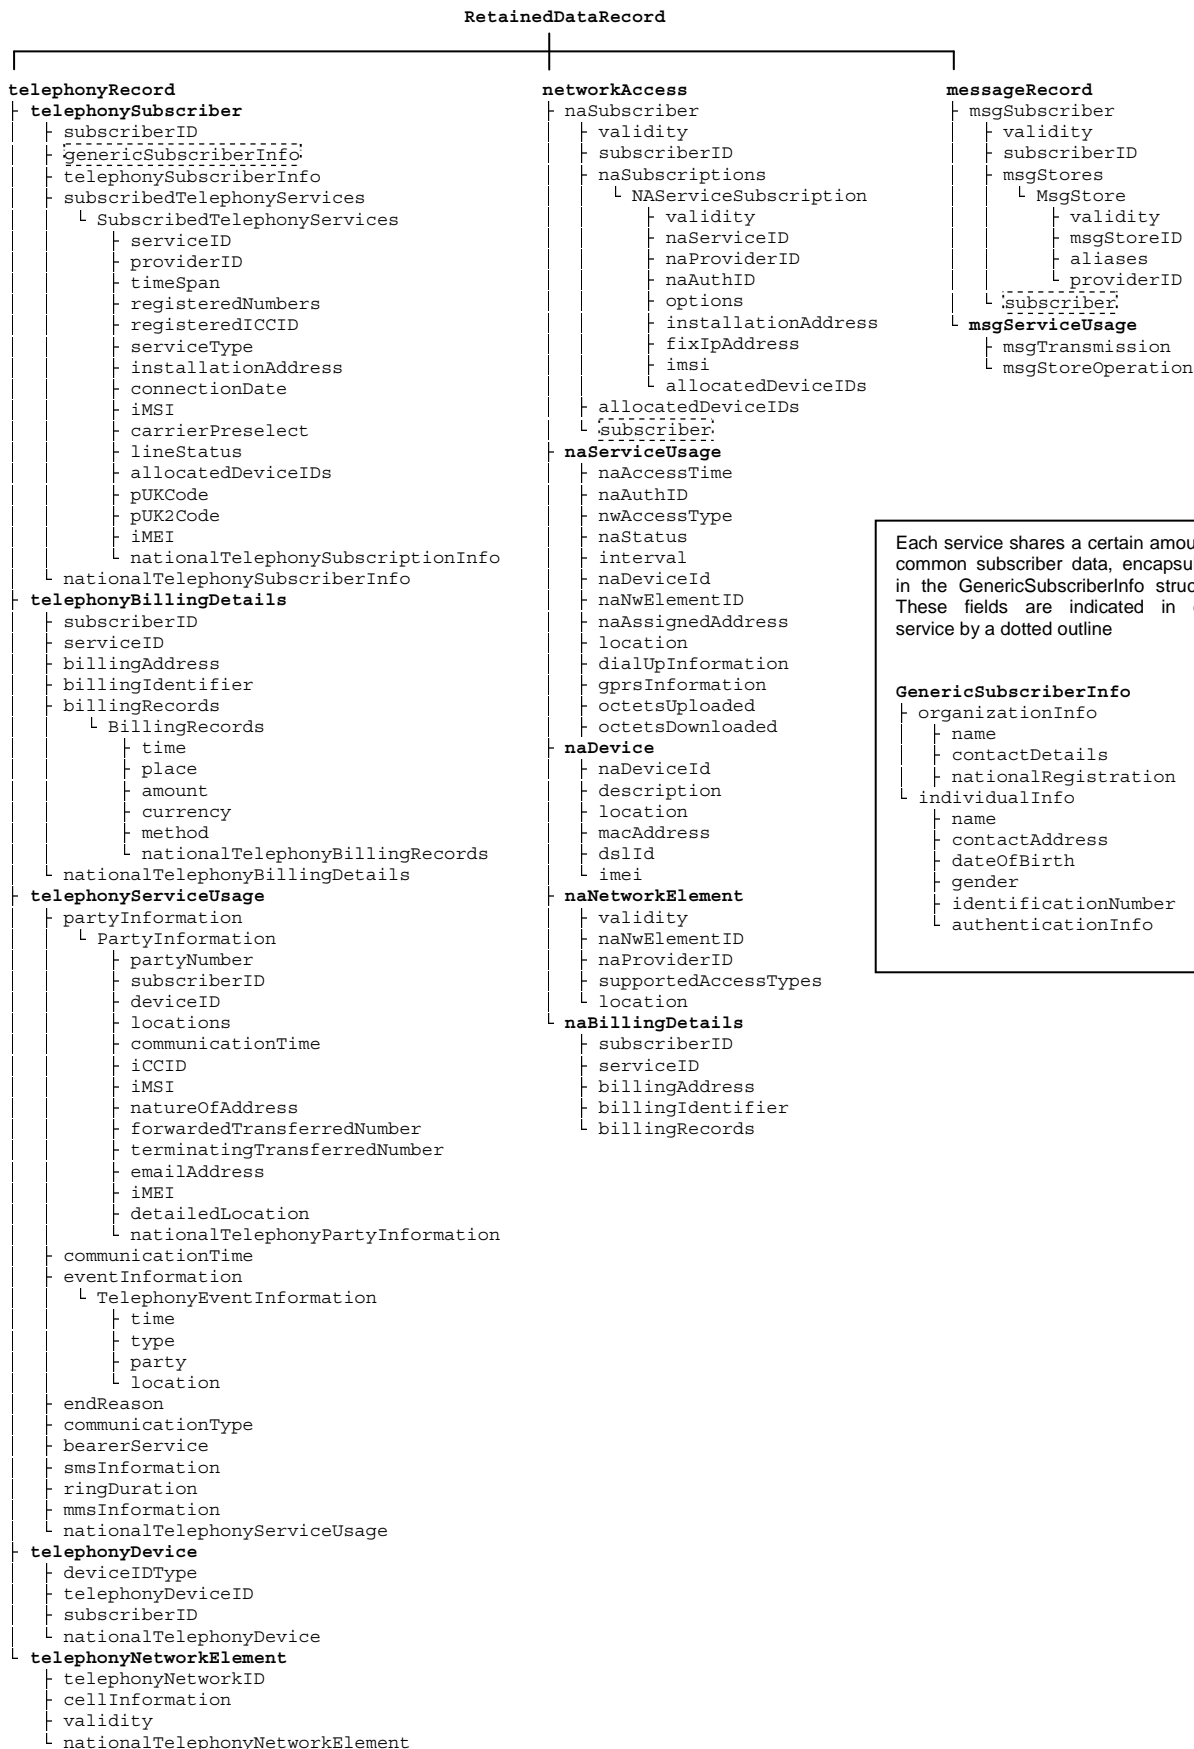 RetainedDataRecord
telephonyRecord
telephonySubscriber
subscriberID
genericSubscriberInfo
telephonySubscriberInfo
subscribedTelephonyServices
SubscribedTelephonyServices
serviceID
providerID
timeSpan
registeredNumbers
registeredICCID
serviceType
installationAddress
connectionDate
iMSI
carrierPreselect
lineStatus
allocatedDeviceIDs
pUKCode
pUK2Code
iMEI
nationalTelephonySubscriptionInfo
nationalTelephonySubscriberInfo
telephonyBillingDetails
subscriberID
serviceID
billingAddress
billingIdentifier
billingRecords
BillingRecords
time
place
amount
currency
method
nationalTelephonyBillingRecords
nationalTelephonyBillingDetails
telephonyServiceUsage
partyInformation
PartyInformation
partyNumber
subscriberID
deviceID
locations
communicationTime
iCCID
iMSI
natureOfAddress
forwardedTransferredNumber
terminatingTransferredNumber
emailAddress
iMEI
detailedLocation
nationalTelephonyPartyInformation
communicationTime
eventInformation
TelephonyEventInformation
time
type
party
location
endReason
communicationType
bearerService
smsInformation
ringDuration
mmsInformation
nationalTelephonyServiceUsage
telephonyDevice
deviceIDType
telephonyDeviceID
subscriberID
nationalTelephonyDevice
telephonyNetworkElement
telephonyNetworkID
cellInformation
validity
nationalTelephonyNetworkElement
networkAccess
naSubscriber
validity
subscriberID
naSubscriptions
NAServiceSubscription
validity
naServiceID
naProviderID
naAuthID
options
installationAddress
fixIpAddress
imsi
allocatedDeviceIDs
allocatedDeviceIDs
subscriber
naServiceUsage
naAccessTime
naAuthID
nwAccessType
naStatus
interval
naDeviceId
naNwElementID
naAssignedAddress
location
dialUpInformation
gprsInformation
octetsUploaded
octetsDownloaded
naDevice
naDeviceId
description
location
macAddress
dslId
imei
naNetworkElement
validity
naNwElementID
naProviderID
supportedAccessTypes
location
naBillingDetails
subscriberID
serviceID
billingAddress
billingIdentifier
billingRecords
messageRecord
msgSubscriber
validity
subscriberID
msgStores
MsgStore
validity
msgStoreID
aliases
providerID
subscriber
msgServiceUsage
msgTransmission
msgStoreOperation
Each service shares a certain
common subscriber data,
in the GenericSubscriberInfo
These fields are indicated in
service by a dotted outline
GenericSubscriberInfo
organizationInfo
name
contactDetails
nationalRegistration
individualInfo
name
contactAddress
dateOfBirth
gender
identificationNumber
authenticationInfo